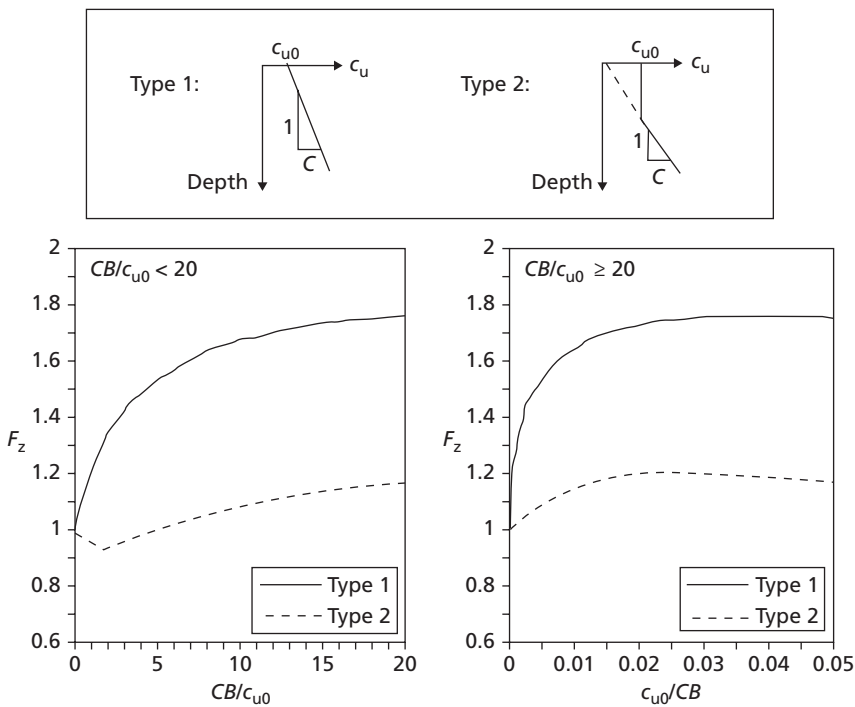 c_u0
c_u
Type 1:
1
C
Depth
c_u0
c_u
Type 2:
1
C
Depth
CB/c_u0 < 20
2
1.8
1.6
1.4
F_z
1.2
1
0.8
0.6
Type 1
Type 2
0 5 10 15 20
CB/c_u0
CB/c_u0 ≥ 20
2
1.8
1.6
1.4
F_z
1.2
1
0.8
0.6
Type 1
Type 2
0 0.01 0.02 0.03 0.04 0.05
c_u0/CB